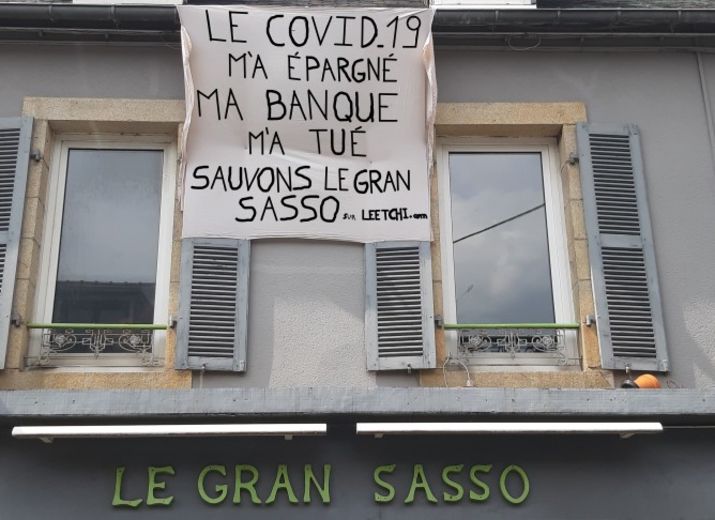 LE COVID-19
M'A ÉPARGNÉ
MA BANQUE
M'A TUÉ
SAUVONS LE GRAN
SASSO sur LEETCHI.com
LE GRAN SASSO